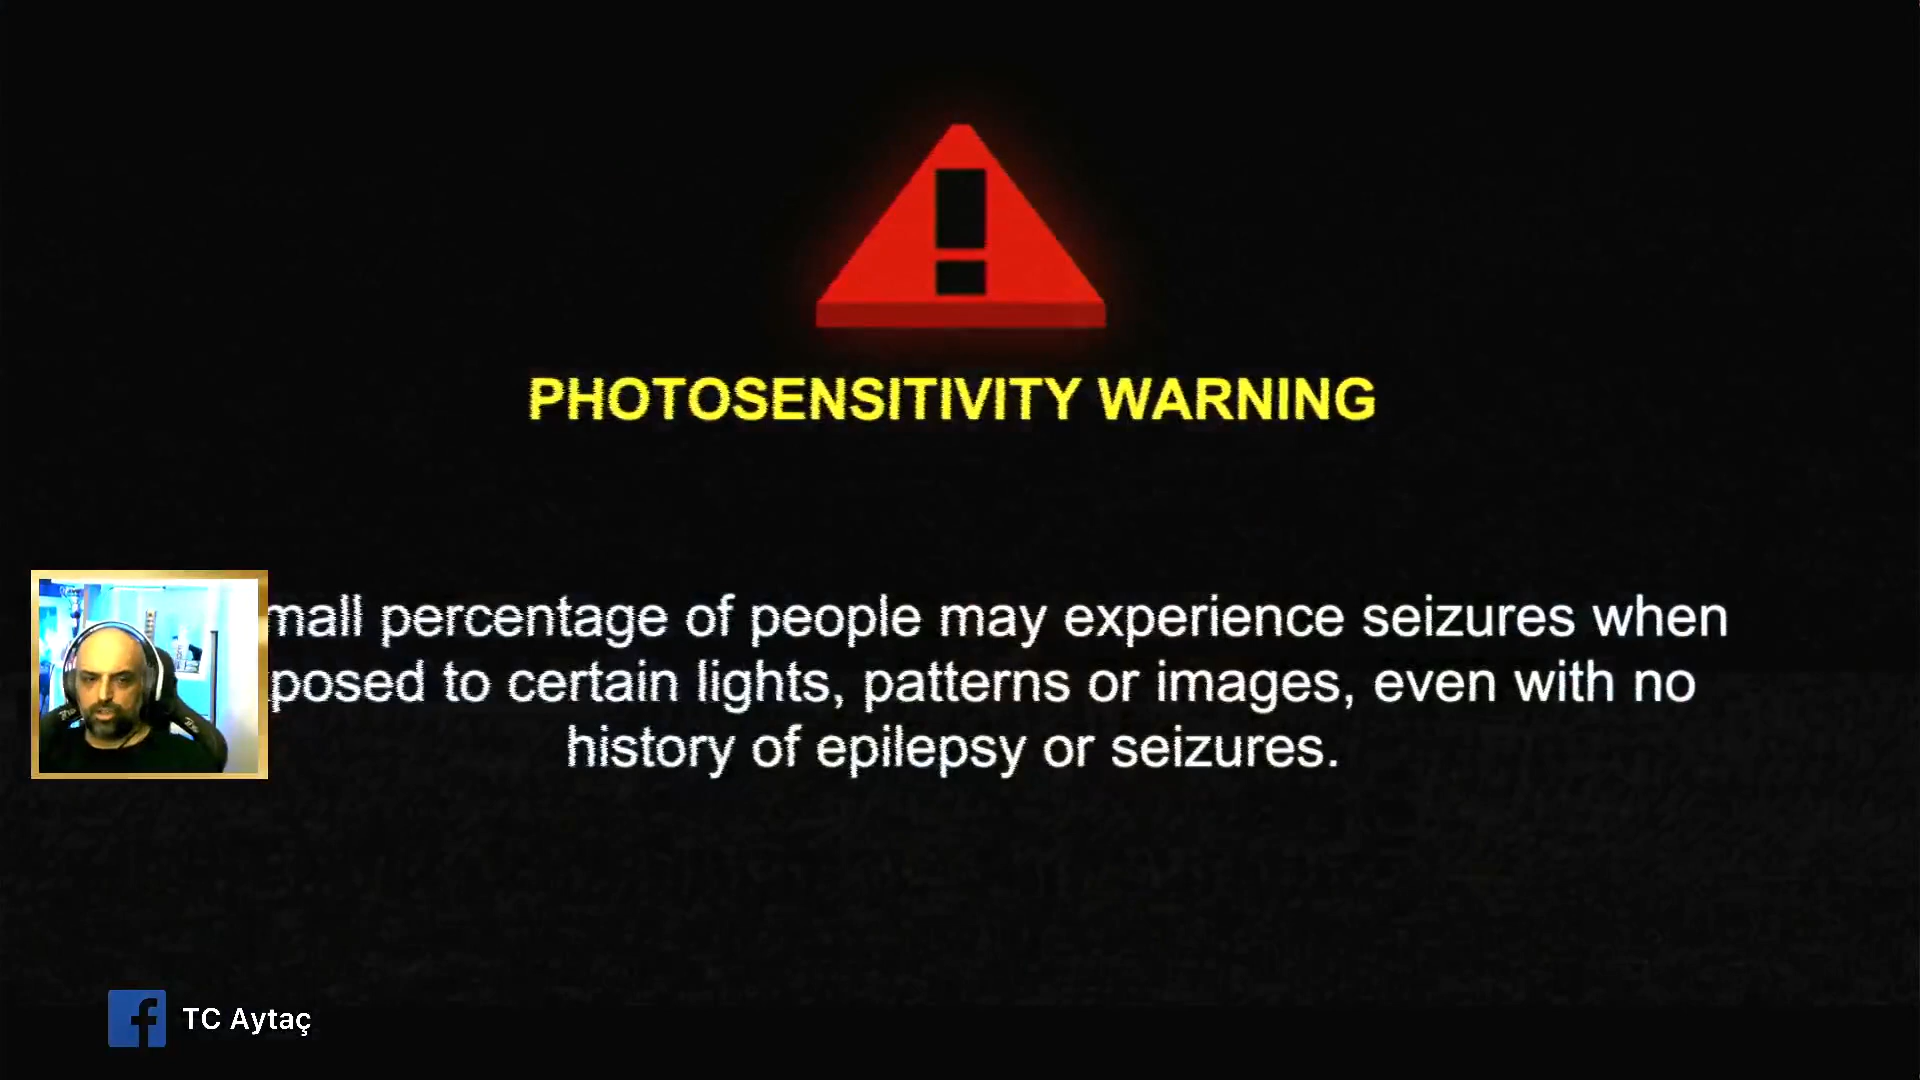 PHOTOSENSITIVITY WARNING
mall percentage of people may experience seizures when
posed to certain lights, patterns or images, even with no
history of epilepsy or seizures.
TC Aytaç